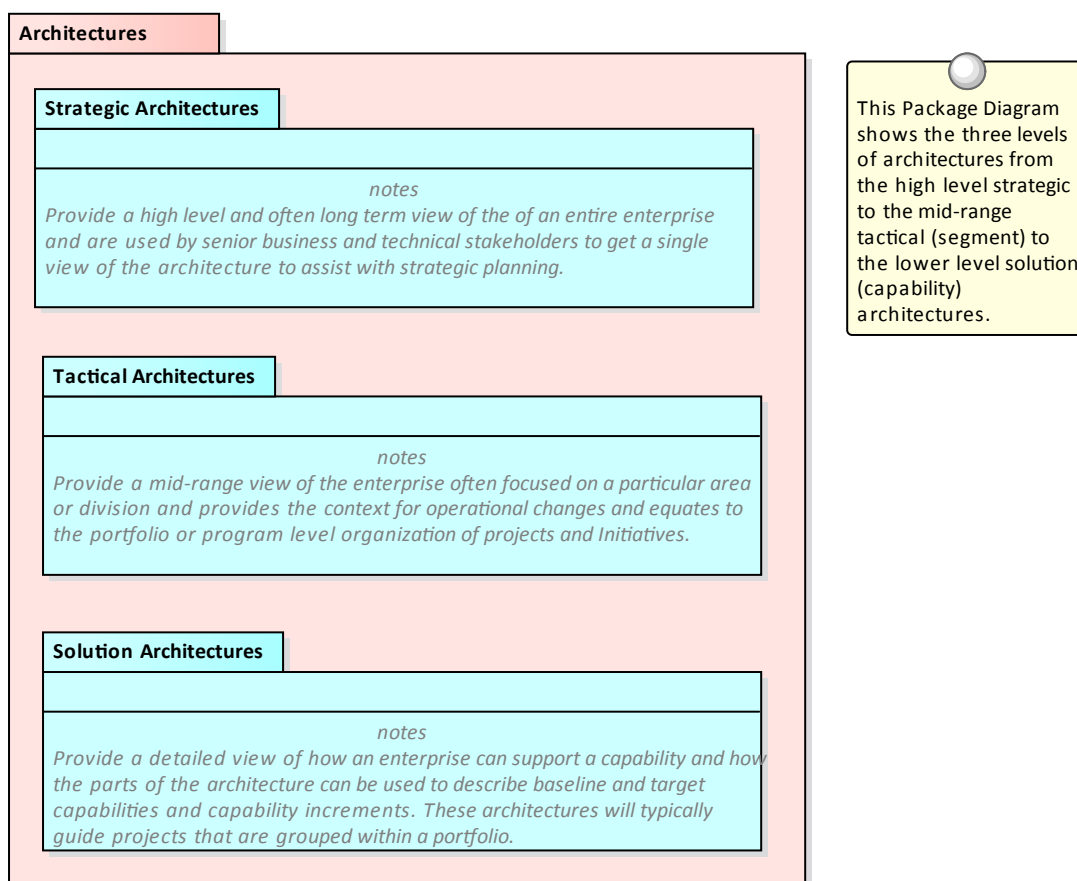 Architectures
Strategic Architectures
notes
Provide a high level and often long term view of the of an entire enterprise
and are used by senior business and technical stakeholders to get a single
view of the architecture to assist with strategic planning.
Tactical Architectures
notes
Provide a mid-range view of the enterprise often focused on a particular area
or division and provides the context for operational changes and equates to
the portfolio or program level organization of projects and Initiatives.
Solution Architectures
notes
Provide a detailed view of how an enterprise can support a capability and how
the parts of the architecture can be used to describe baseline and target
capabilities and capability increments. These architectures will typically
guide projects that are grouped within a portfolio.
This Package Diagram
shows the three levels
of architectures from
the high level strategic
to the mid-range
tactical (segment) to
the lower level solution
(capability)
architectures.